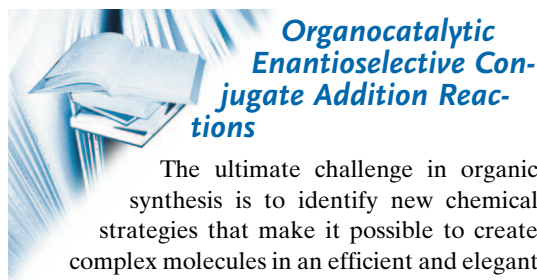 Organocatalytic
Enantioselective Con-
jugate Addition Reac-
tions
The ultimate challenge in organic
synthesis is to identify new chemical
strategies that make it possible to create
complex molecules in an efficient and elegant